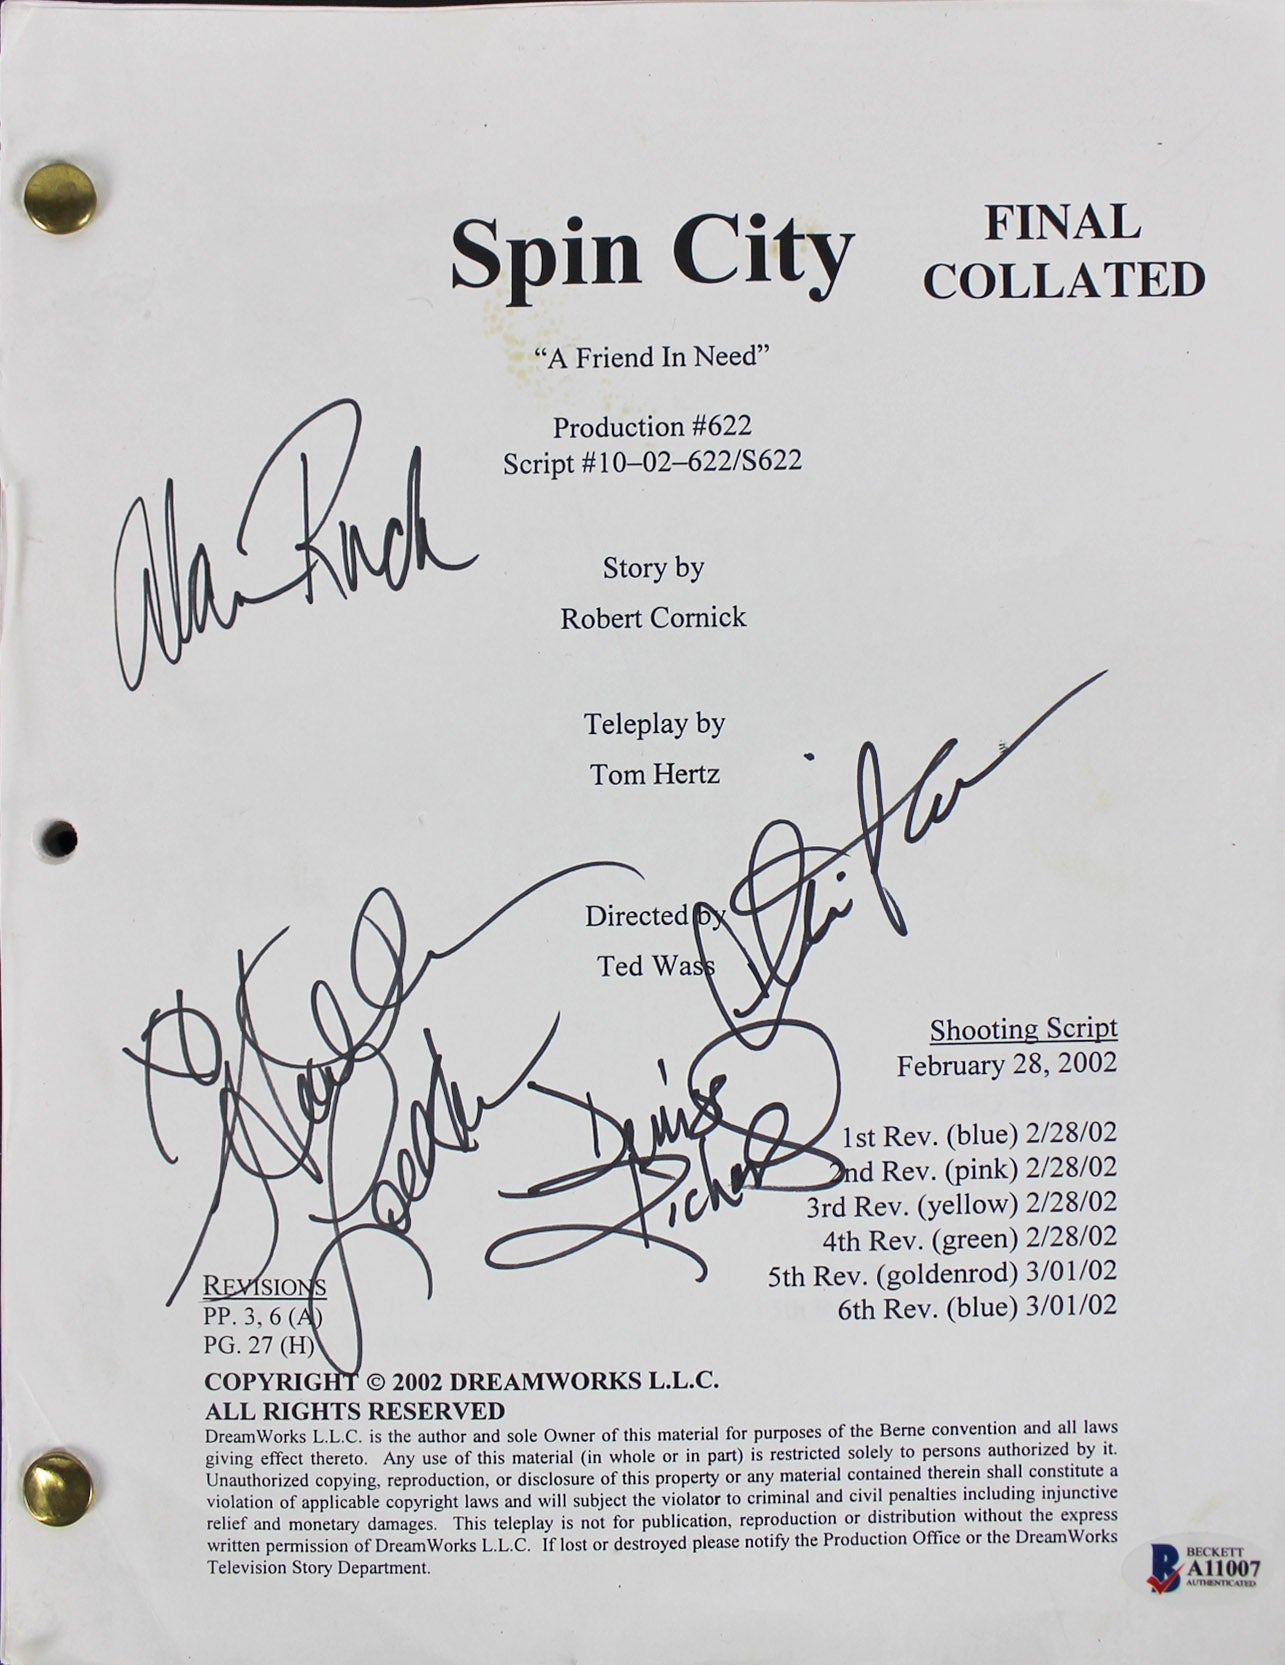 Spin City
FINAL
COLLATED
“A Friend In Need”
Production #622
Script #10–02–622/S622
Alan Ruck
Story by
Robert Cornick
Teleplay by
Tom Hertz
Directed by
Ted Wass
Heather
Locklear
Denise
Richards
Shooting Script
February 28, 2002
1st Rev. (blue) 2/28/02
2nd Rev. (pink) 2/28/02
3rd Rev. (yellow) 2/28/02
4th Rev. (green) 2/28/02
5th Rev. (goldenrod) 3/01/02
6th Rev. (blue) 3/01/02
REVISIONS
PP. 3, 6 (A)
PG. 27 (H)
COPYRIGHT © 2002 DREAMWORKS L.L.C.
ALL RIGHTS RESERVED
DreamWorks L.L.C. is the author and sole Owner of this material for purposes of the Berne convention and all laws
giving effect thereto. Any use of this material (in whole or in part) is restricted solely to persons authorized by it.
Unauthorized copying, reproduction, or disclosure of this property or any material contained therein shall constitute a
violation of applicable copyright laws and will subject the violator to criminal and civil penalties including injunctive
relief and monetary damages. This teleplay is not for publication, reproduction or distribution without the express
written permission of DreamWorks L.L.C. If lost or destroyed please notify the Production Office or the DreamWorks
Television Story Department.
B
BECKETT
A11007
AUTHENTICATED